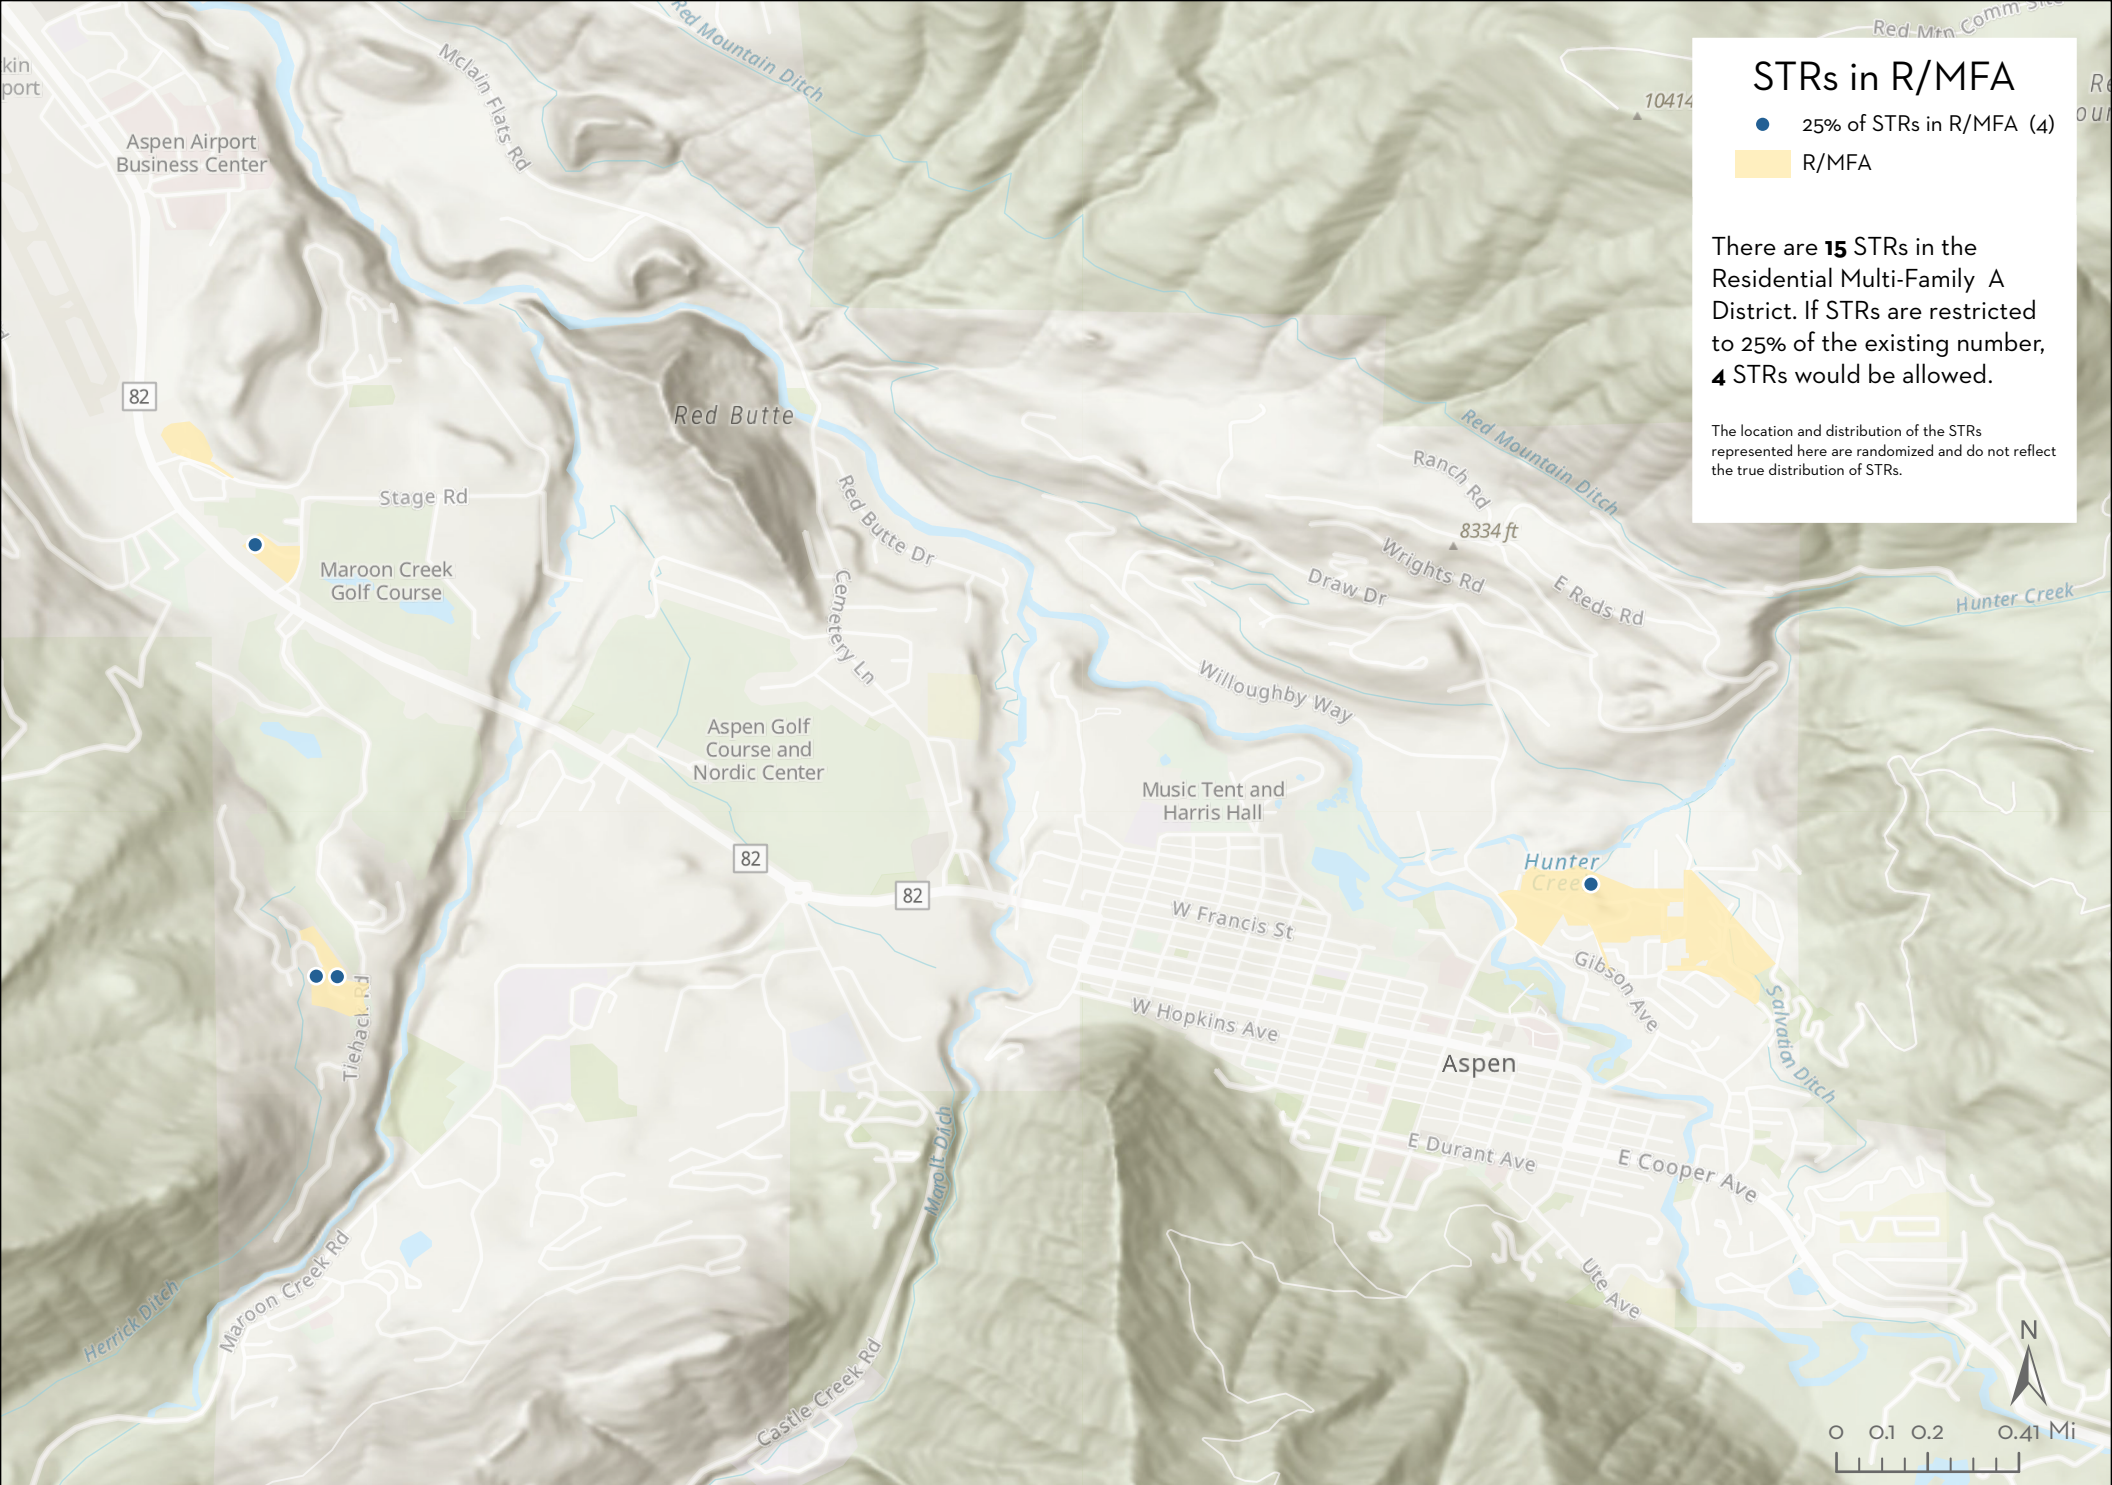 Red Mountain Ditch
Red Mtn Comm
kin
port
Mclain Flats Rd
Aspen Airport
Business Center
10414
STRs in R/MFA
25% of STRs in R/MFA (4)
R/MFA
There are 15 STRs in the
Residential Multi-Family A
District. If STRs are restricted
to 25% of the existing number,
4 STRs would be allowed.
The location and distribution of the STRs
represented here are randomized and do not reflect
the true distribution of STRs.
82
Red Butte
Stage Rd
Red Butte Dr
Ranch Rd
Red Mountain Ditch
8334 ft
Wrights Rd
Draw Dr
E Reds Rd
Hunter Creek
Maroon Creek
Golf Course
Cemetery Ln
Willoughby Way
Aspen Golf
Course and
Nordic Center
Music Tent and
Harris Hall
82
82
Hunter
Cree
W Francis St
Gibson Ave
Tiehack Rd
W Hopkins Ave
Salvation Ditch
Aspen
Marolt Ditch
E Durant Ave
E Cooper Ave
Maroon Creek Rd
Herrick Ditch
Ute Ave
Castle Creek Rd
N
0 0.1 0.2 0.41 Mi